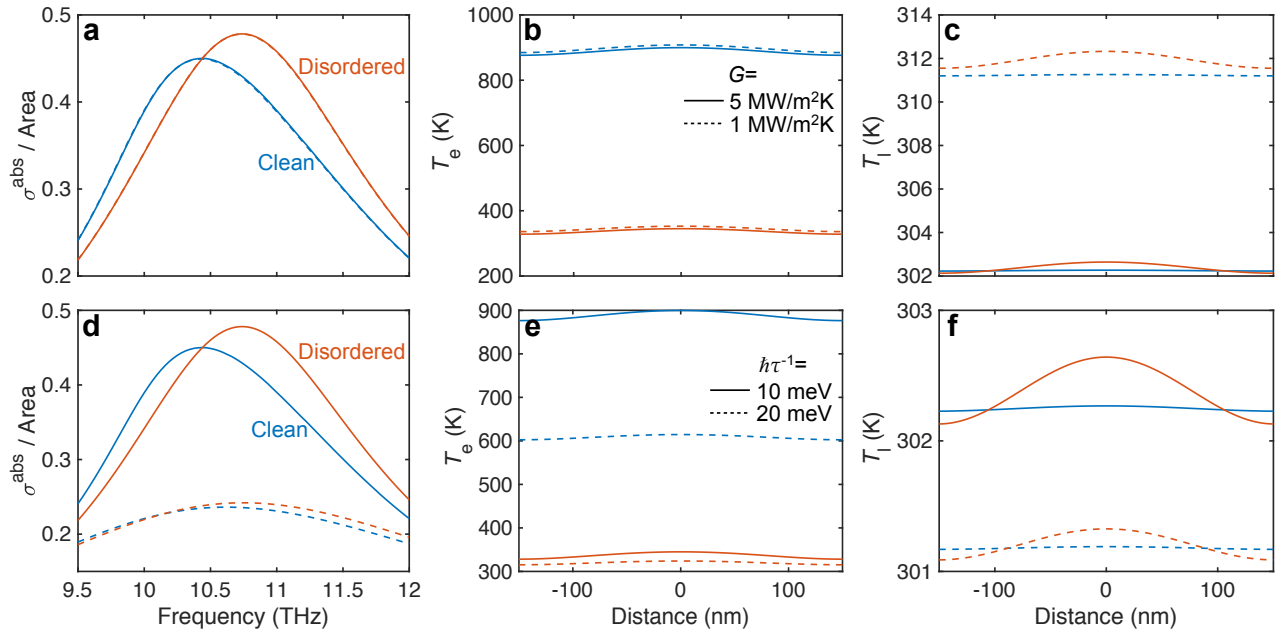 a
0.5
0.4
0.3
0.2
σ^abs / Area
Disordered
Clean
b
1000
800
600
400
200
T_e (K)
G=
5 MW/m²K
1 MW/m²K
-100
0
100
c
314
312
310
308
306
304
302
T_l (K)
d
0.5
0.4
0.3
0.2
σ^abs / Area
Disordered
Clean
9.5
10
10.5
11
11.5
12
Frequency (THz)
e
900
800
700
600
500
400
300
T_e (K)
ℏτ⁻¹=
10 meV
20 meV
-100
0
100
Distance (nm)
f
303
302
301
T_l (K)
-100
0
100
Distance (nm)